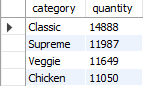 category quantity
Classic 14888
Supreme 11987
Veggie 11649
Chicken 11050